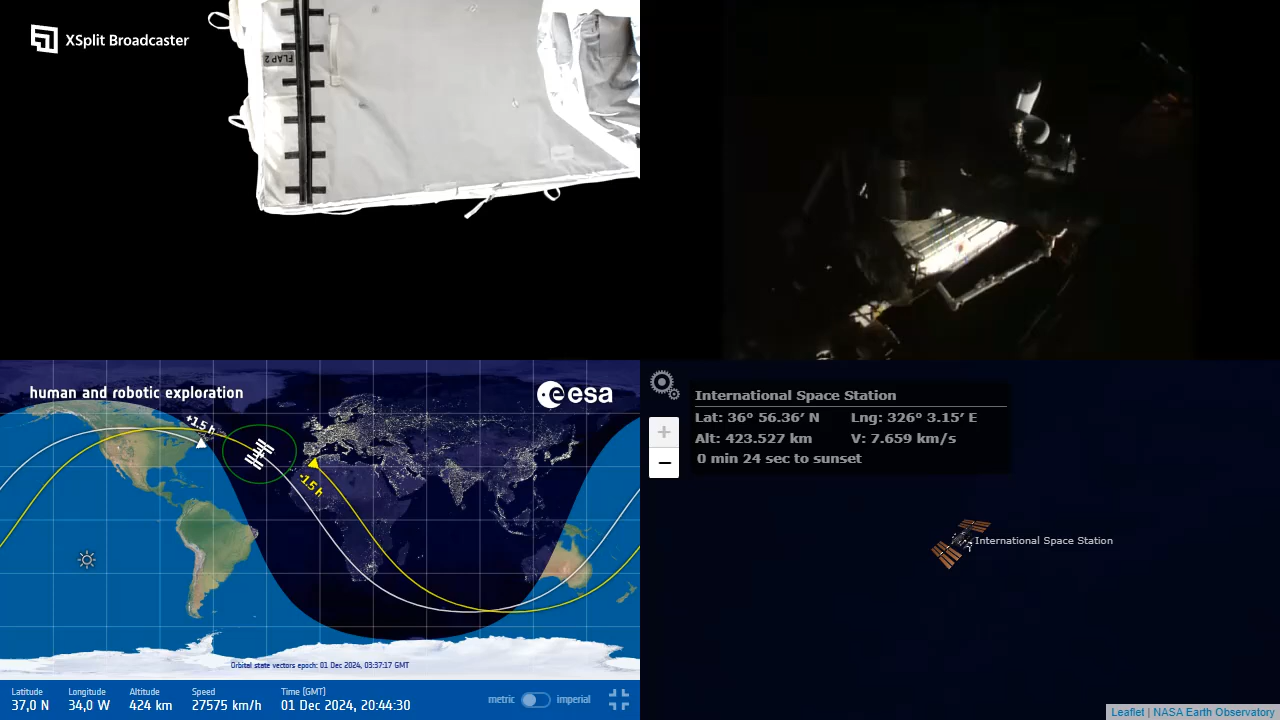 XSplit Broadcaster
FLAP 2
human and robotic exploration
esa
+1.5 h
-1.5 h
Orbital state vectors epoch: 01 Dec 2024, 03:37:17 GMT
Latitude Longitude Altitude Speed Time (GMT)
37,0 N 34,0 W 424 km 27575 km/h 01 Dec 2024, 20:44:30
metric imperial
+
−
International Space Station
Lat: 36° 56.36′ N Lng: 326° 3.15′ E
Alt: 423.527 km V: 7.659 km/s
0 min 24 sec to sunset
International Space Station
Leaflet | NASA Earth Observatory